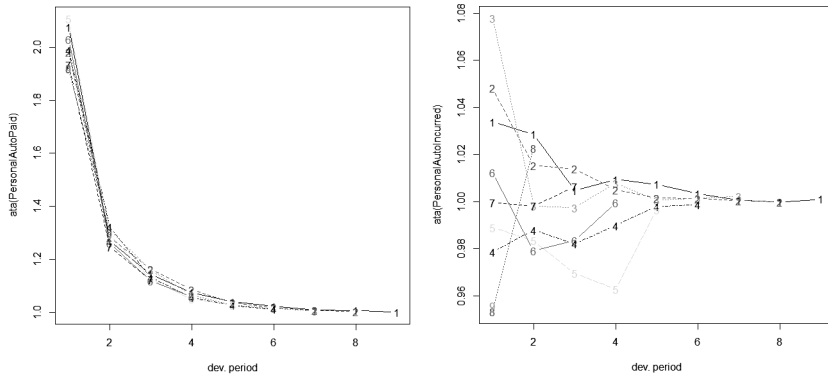 ata(PersonalAutoPaid)
2.0
1.8
1.6
1.4
1.2
1.0
2 4 6 8
dev. period
ata(PersonalAutoIncurred)
1.08
1.06
1.04
1.02
1.00
0.98
0.96
2 4 6 8
dev. period